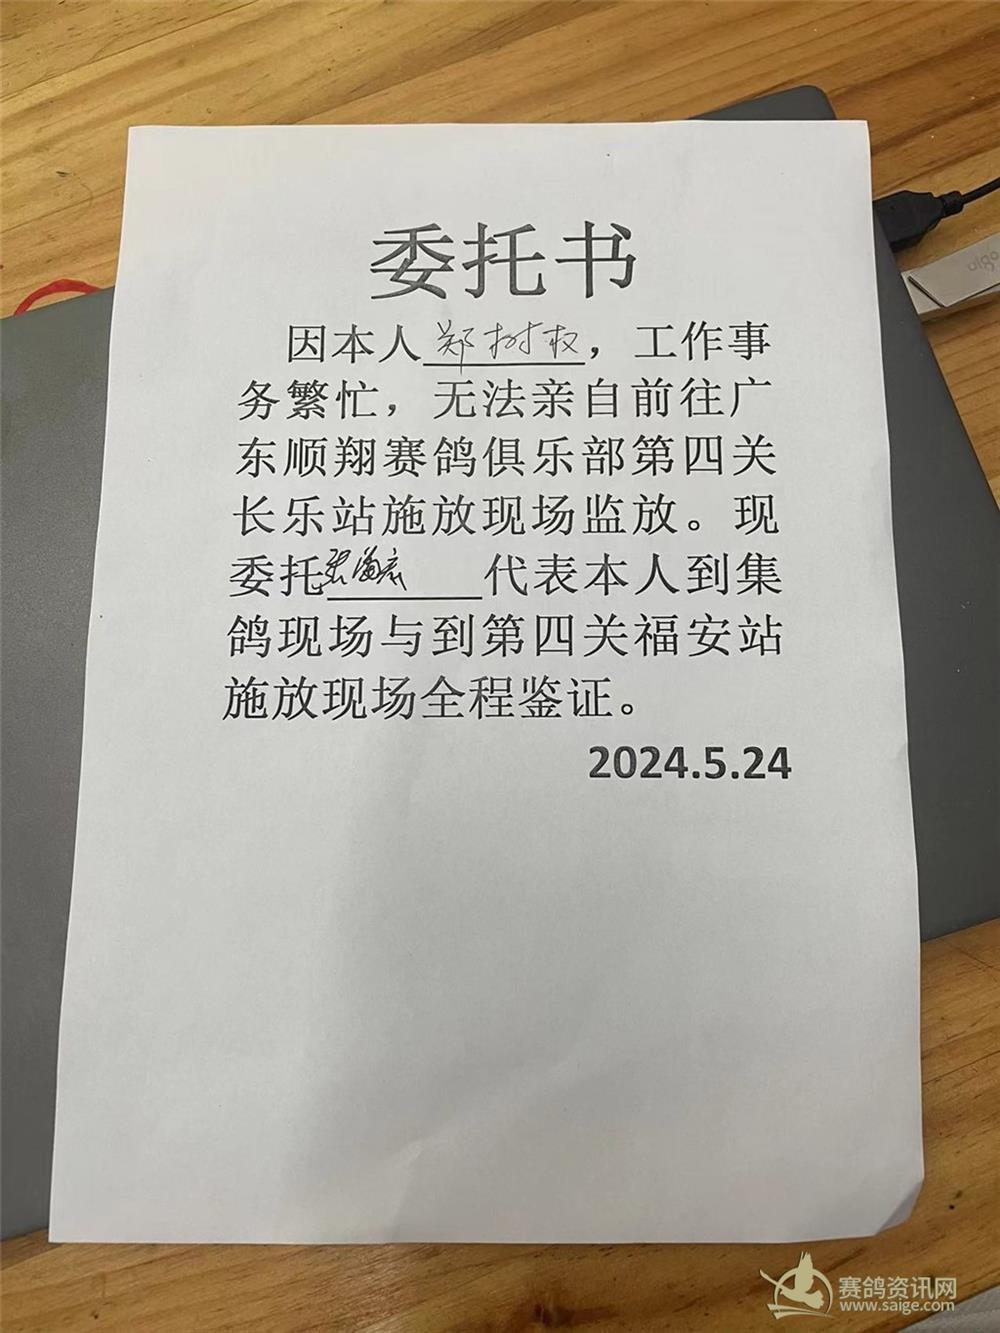 委托书
因本人郑树权，工作事
务繁忙，无法亲自前往广
东顺翔赛鸽俱乐部第四关
长乐站施放现场监放。现
委托 代表本人到集
鸽现场与到第四关福安站
施放现场全程鉴证。
2024.5.24
aigo
赛鸽资讯网
www.saige.com